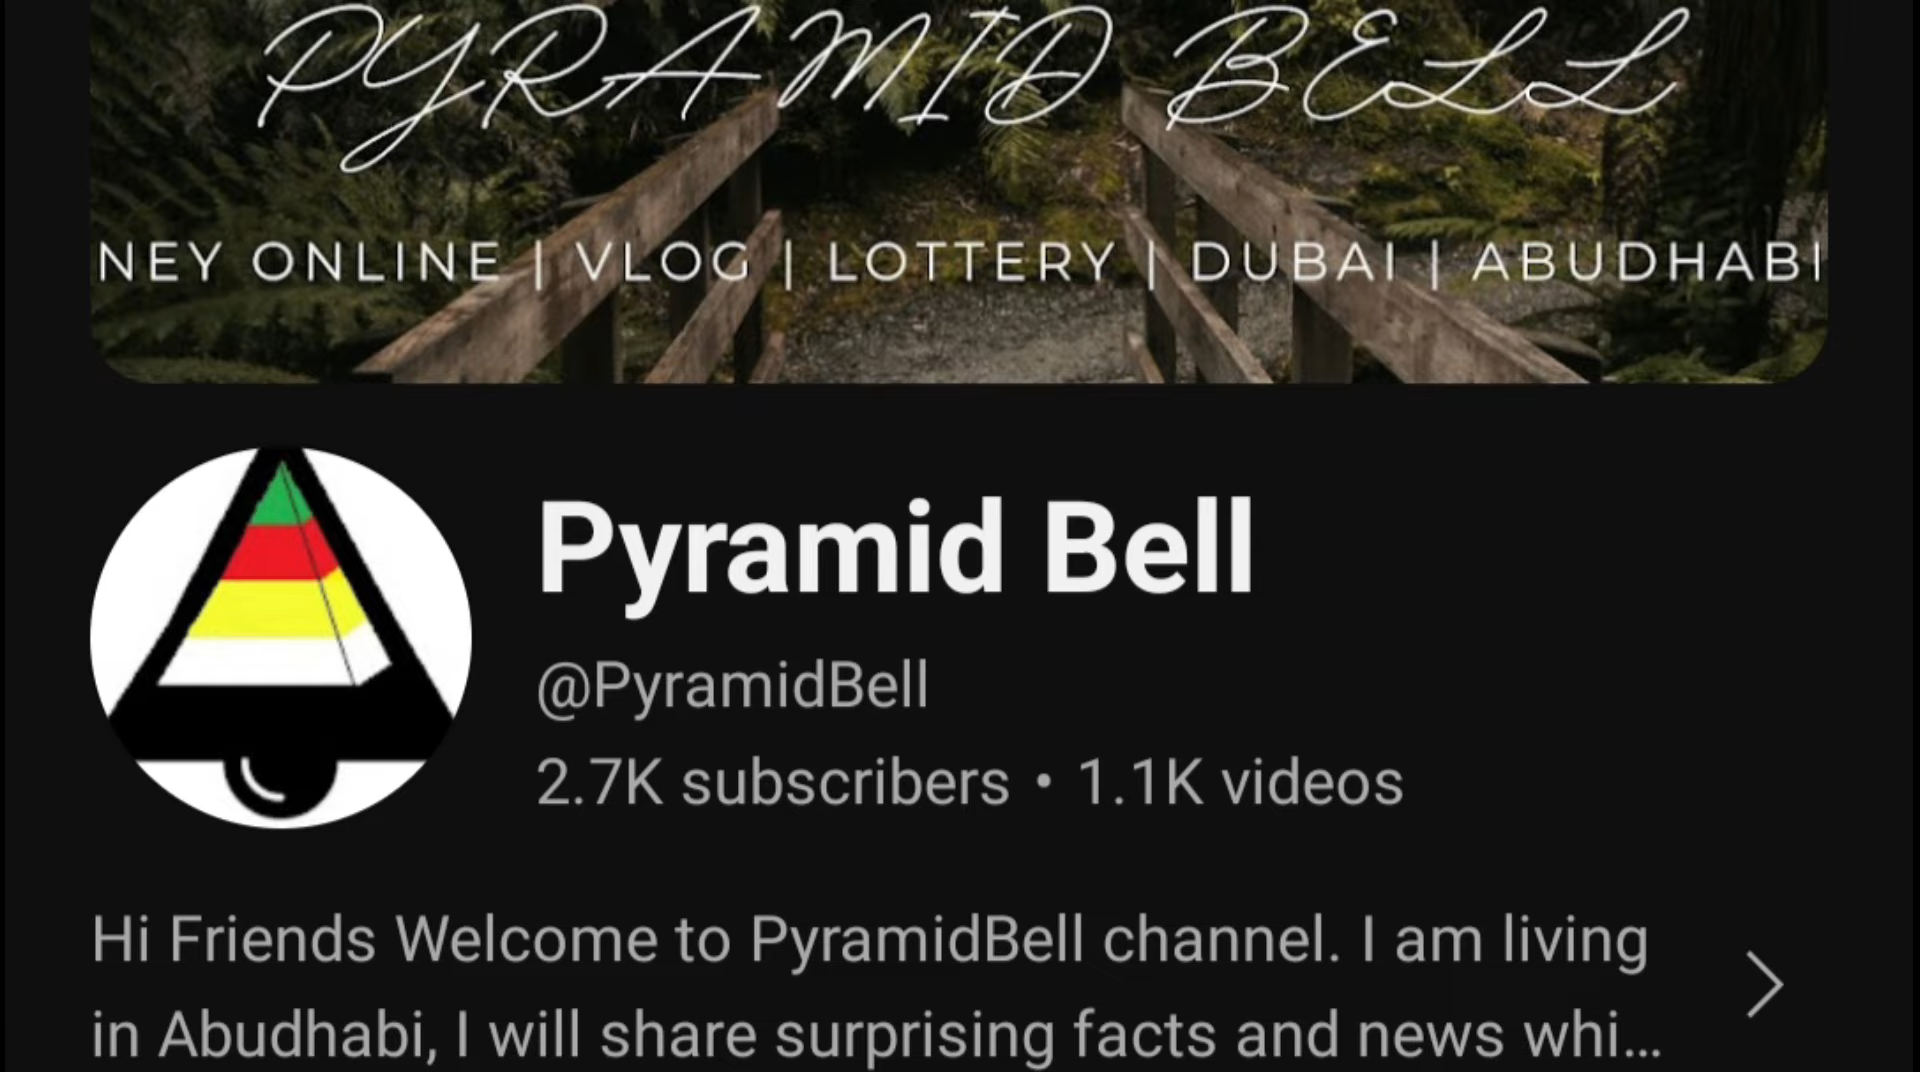 PYRAMID BELL
NEY ONLINE | VLOG | LOTTERY | DUBAI | ABUDHABI
Pyramid Bell
@PyramidBell
2.7K subscribers • 1.1K videos
Hi Friends Welcome to PyramidBell channel. I am living
in Abudhabi, I will share surprising facts and news whi...